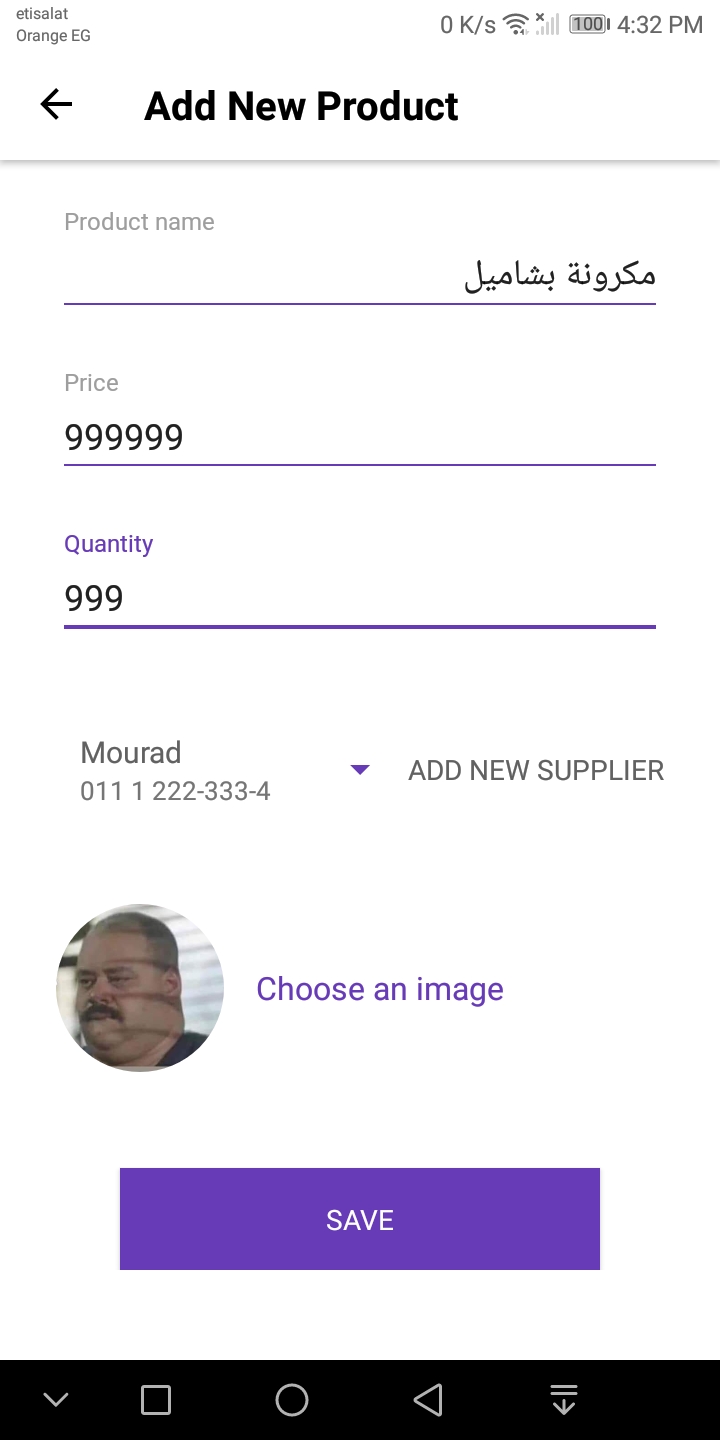 etisalat
Orange EG
0 K/s 100 4:32 PM
Add New Product
Product name
مكرونة بشاميل
Price
999999
Quantity
999
Mourad
011 1 222-333-4
ADD NEW SUPPLIER
Choose an image
SAVE